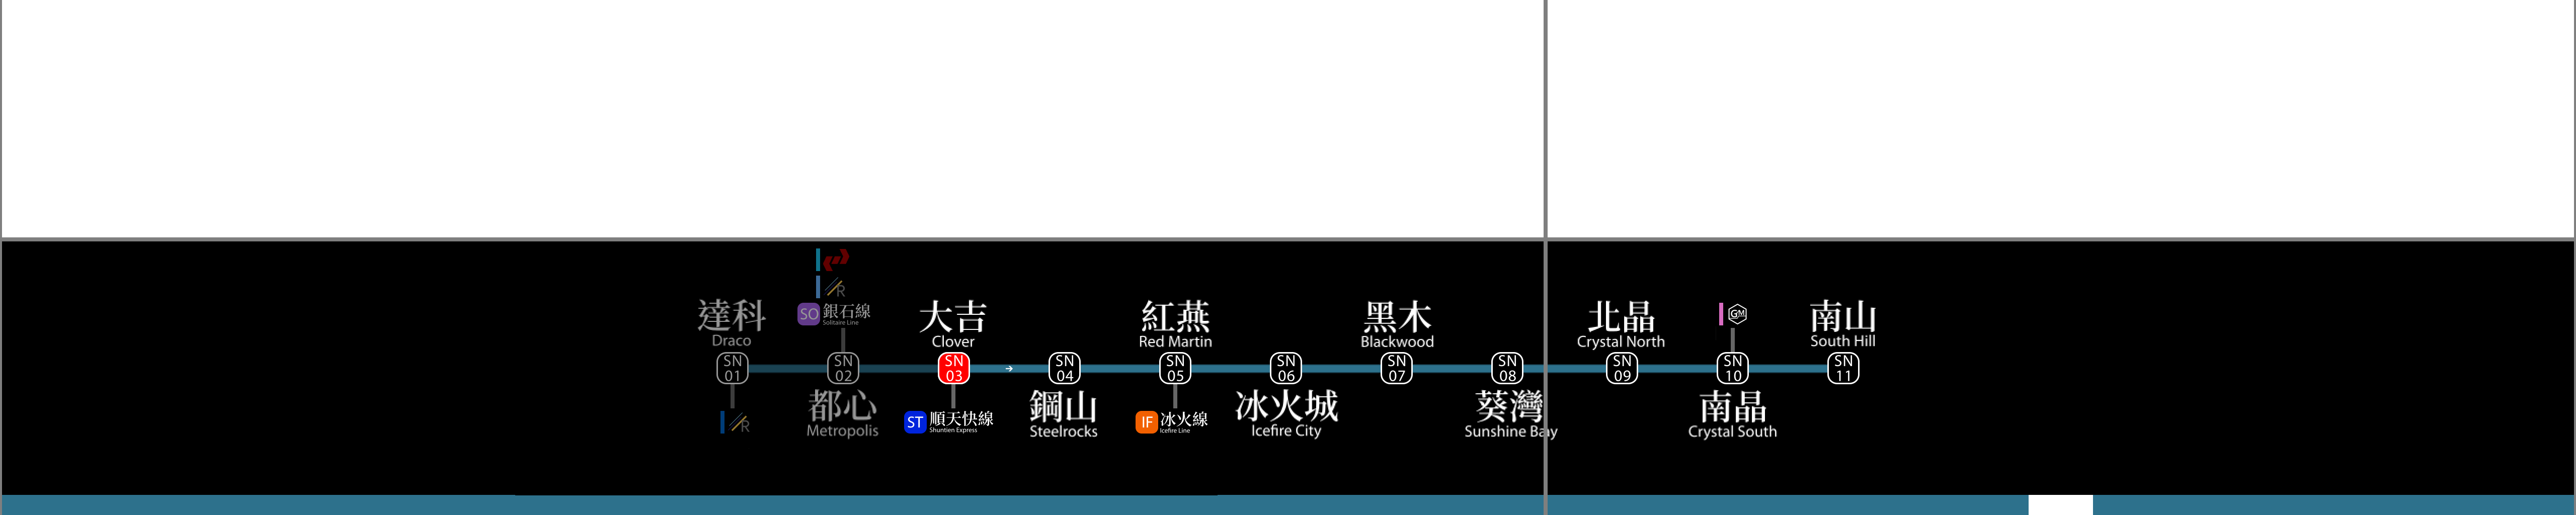 達科
Draco
SN
01
R
R
SO 銀石線
Solitaire Line
SN
02
都心
Metropolis
大吉
Clover
SN
03
ST 順天快線
Shuntien Express
SN
04
鋼山
Steelrocks
紅燕
Red Martin
SN
05
IF 冰火線
Icefire Line
SN
06
冰火城
Icefire City
黑木
Blackwood
SN
07
SN
08
葵灣
Sunshine Bay
北晶
Crystal North
SN
09
GM
SN
10
南晶
Crystal South
南山
South Hill
SN
11